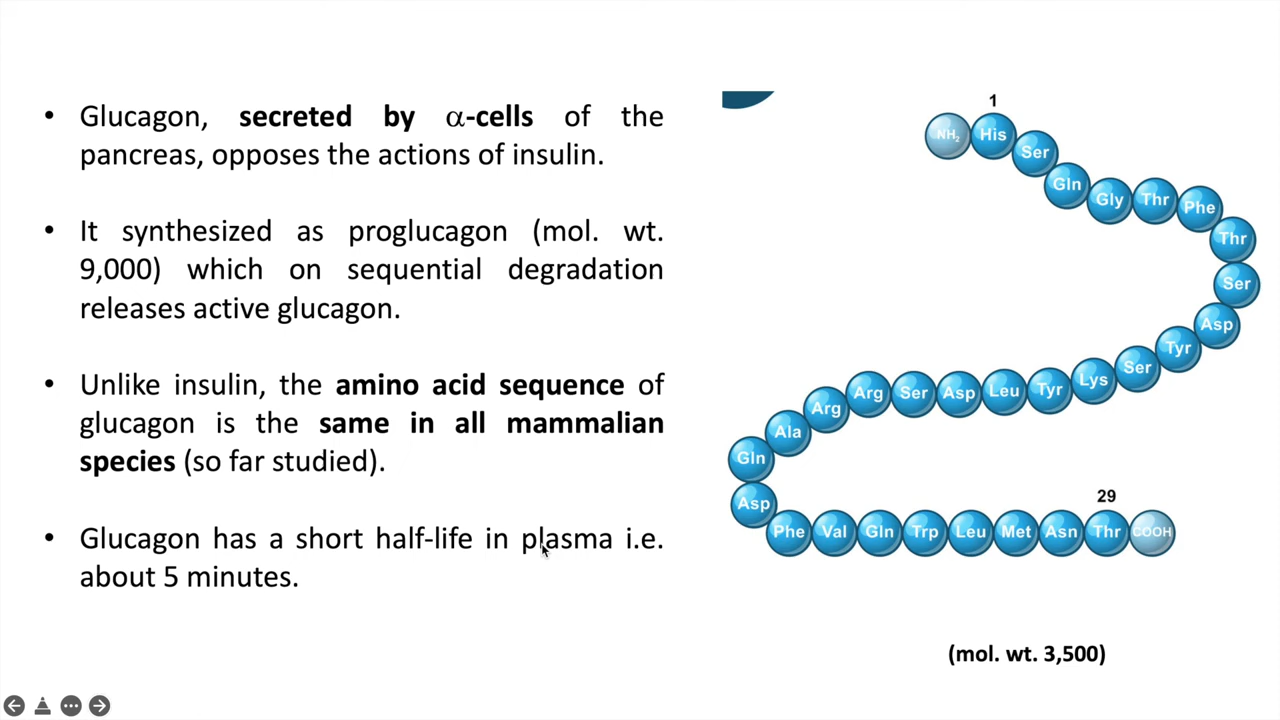 • Glucagon, secreted by α-cells of the
pancreas, opposes the actions of insulin.
• It synthesized as proglucagon (mol. wt.
9,000) which on sequential degradation
releases active glucagon.
• Unlike insulin, the amino acid sequence of
glucagon is the same in all mammalian
species (so far studied).
• Glucagon has a short half-life in plasma i.e.
about 5 minutes.
1
NH₂ His Ser Gln Gly Thr Phe Thr Ser Asp Tyr Ser Lys Tyr Leu Asp Ser Arg Arg Ala Gln Asp Phe Val Gln Trp Leu Met Asn Thr COOH
29
(mol. wt. 3,500)